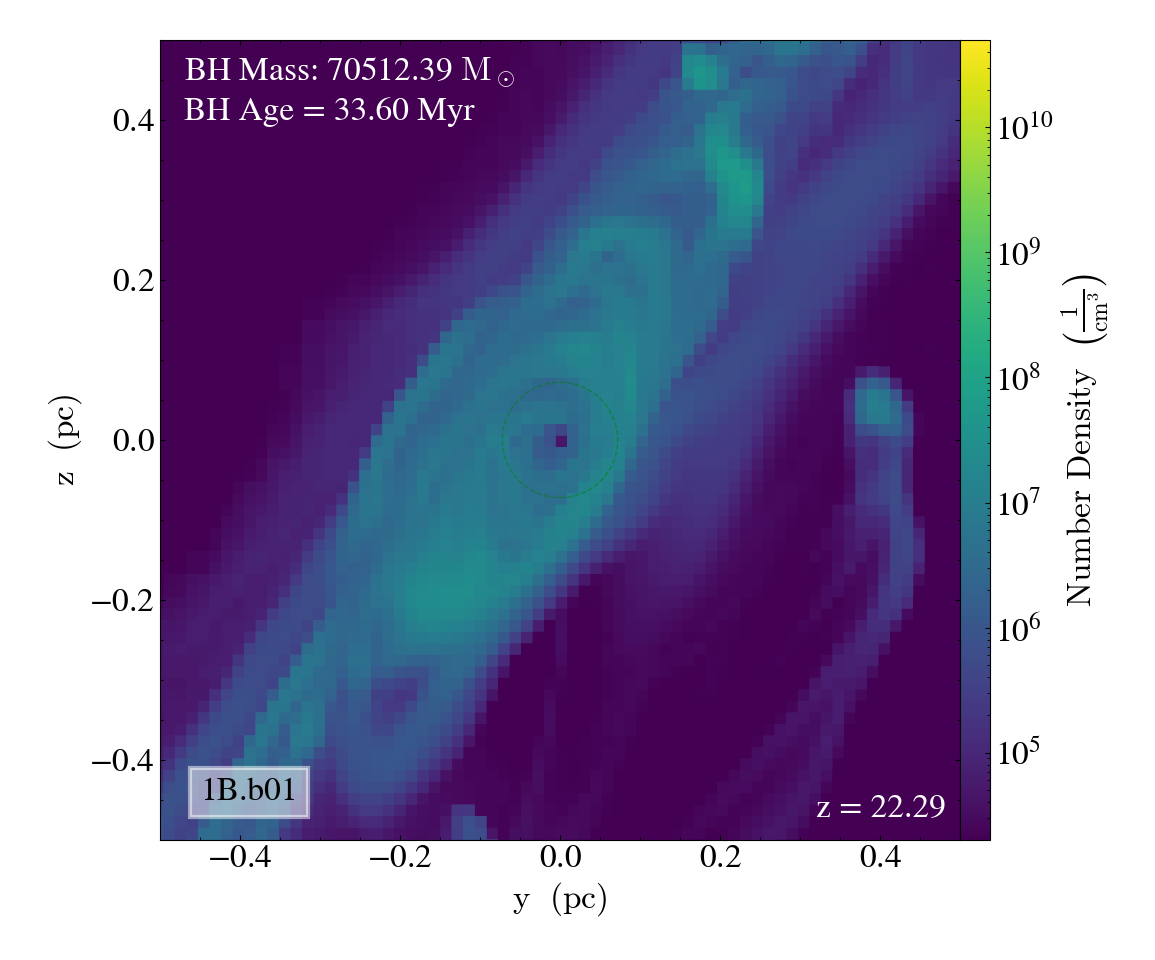 BH Mass: 70512.39 M⊙
BH Age = 33.60 Myr
1B.b01
z = 22.29
0.4
0.2
0.0
−0.2
−0.4
z (pc)
−0.4 −0.2 0.0 0.2 0.4
y (pc)
10^10
10^9
10^8
10^7
10^6
10^5
Number Density (1/cm^3)